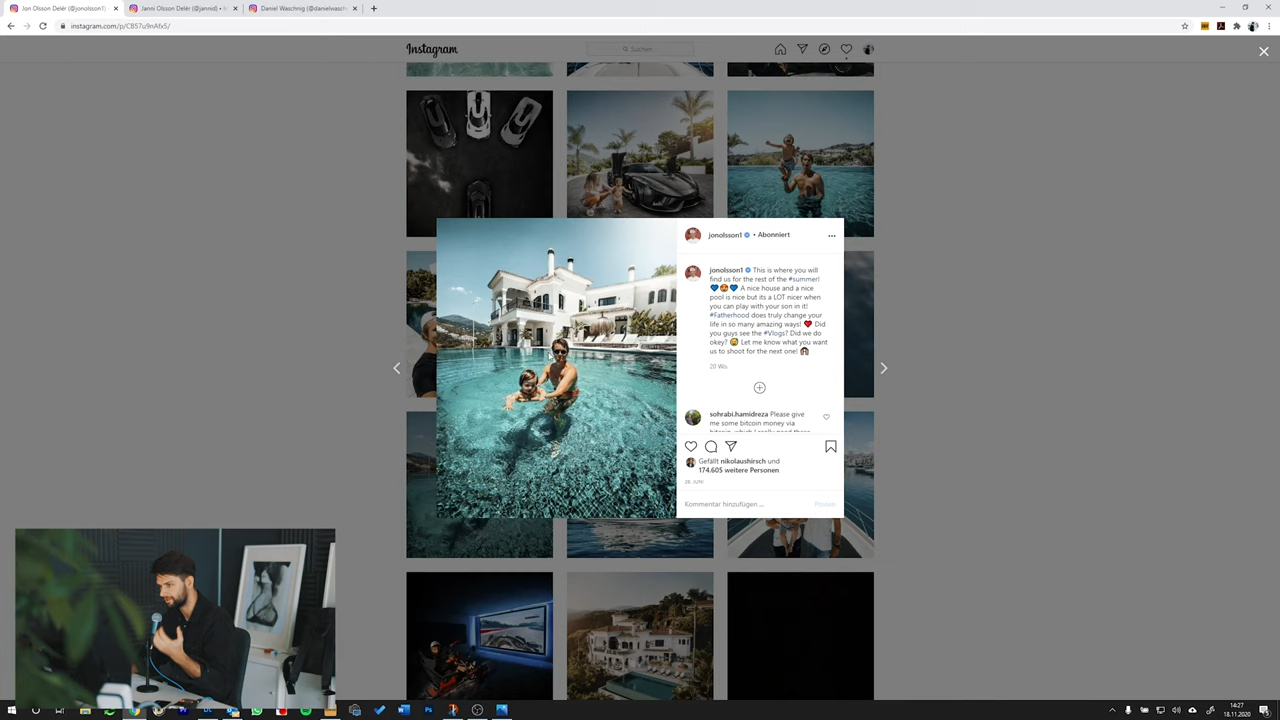 Jon Olsson Delér (@jonolsson1) •
Janni Olsson Delér (@jannid) •
Daniel Waschnig (@danielwasch
instagram.com/p/CB57u9nAfx5/
Instagram
Suchen
jonolsson1 • Abonniert
jonolsson1 This is where you will
find us for the rest of the #summer!
💙🤩💙 A nice house and a nice
pool is nice but its a LOT nicer when
you can play with your son in it!
#Fatherhood does truly change your
life in so many amazing ways! ❤️ Did
you guys see the #Vlogs? Did we do
okey? 😅 Let me know what you want
us to shoot for the next one!
20 Wo.
sohrabi.hamidreza Please give
me some bitcoin money via
Gefällt nikolaushirsch und
174.605 weitere Personen
28. JUNI
Kommentar hinzufügen ...
Posten
14:27
18.11.2020